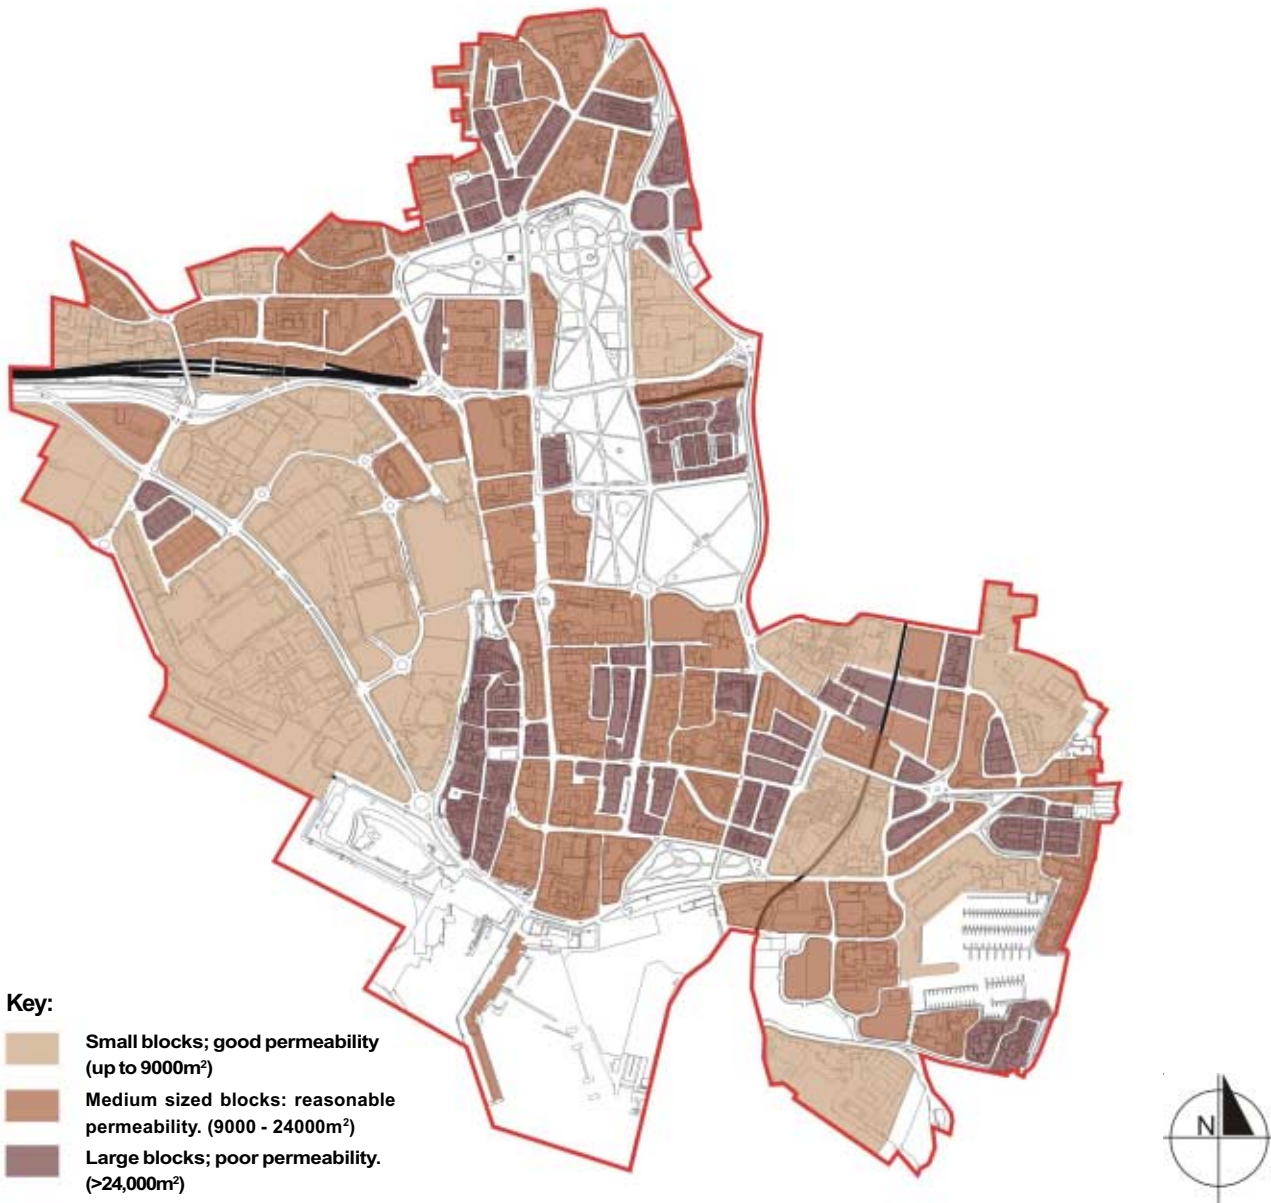 Key:
Small blocks; good permeability
(up to 9000m²)
Medium sized blocks: reasonable
permeability. (9000 - 24000m²)
Large blocks; poor permeability.
(>24,000m²)
N